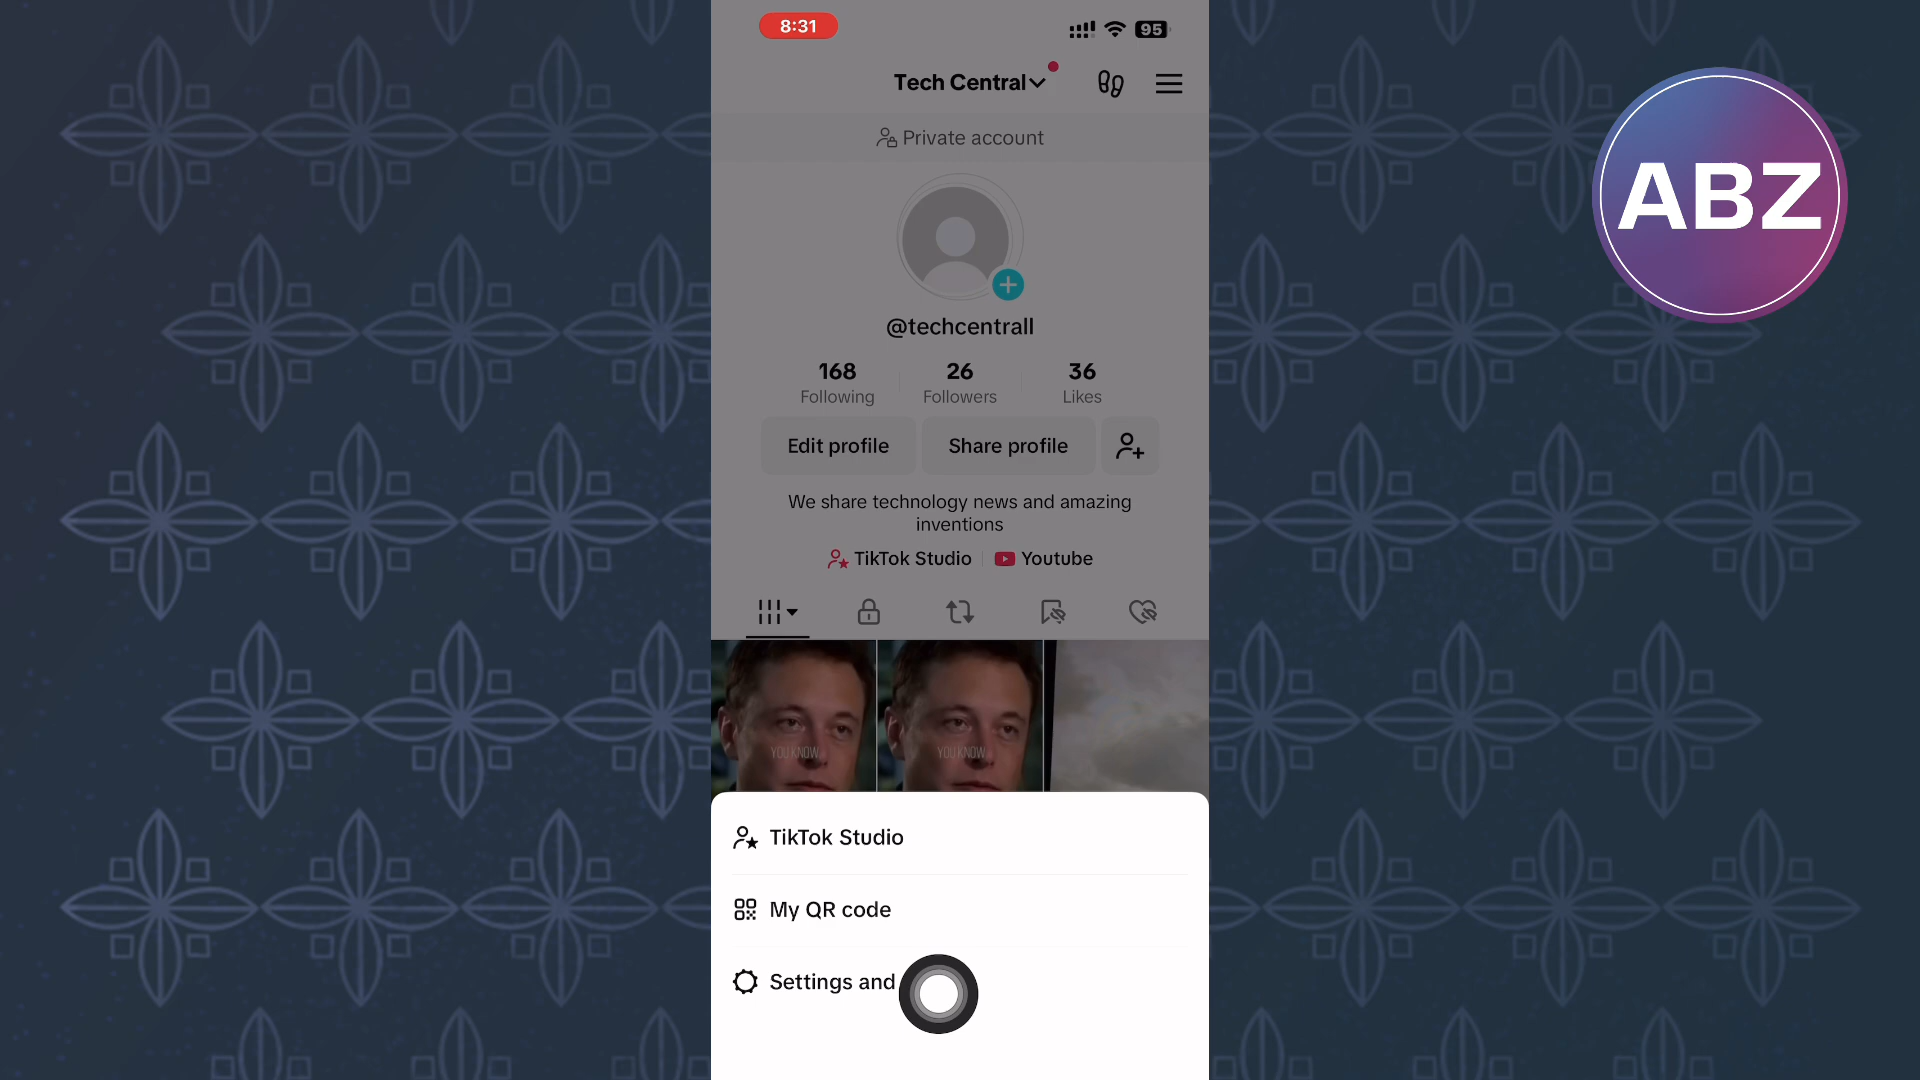 8:31
95
Tech Central
ABZ
Private account
@techcentrall
168
26
36
Following
Followers
Likes
Edit profile
Share profile
We share technology news and amazing
inventions
TikTok Studio
Youtube
YOU KNOW
YOU KNOW
TikTok Studio
My QR code
Settings and